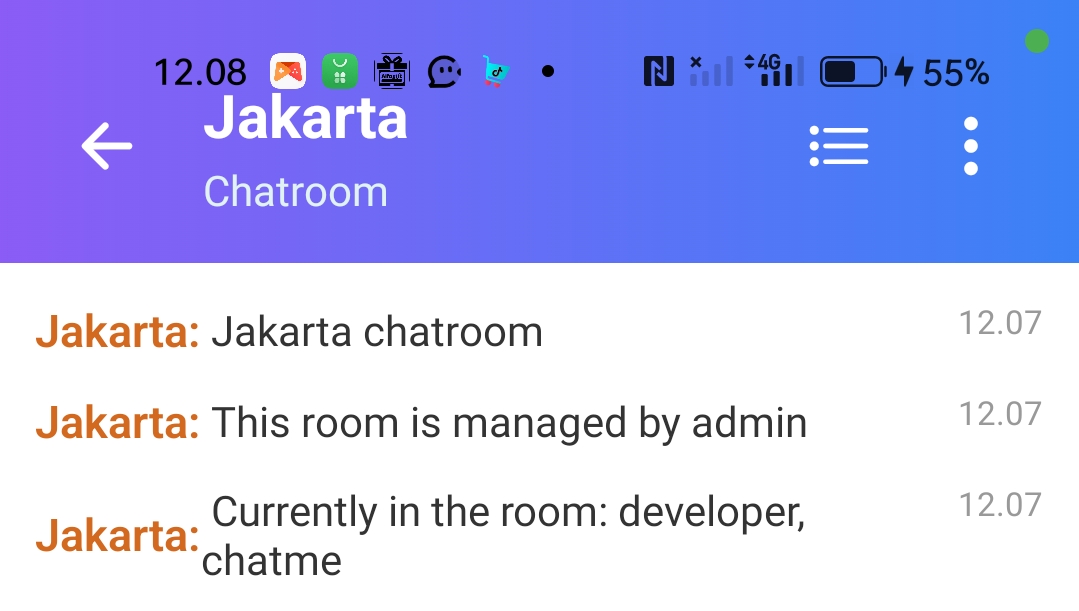 12.08 4G 55%
Jakarta
Chatroom
Jakarta: Jakarta chatroom 12.07
Jakarta: This room is managed by admin 12.07
Jakarta: Currently in the room: developer, 12.07
chatme